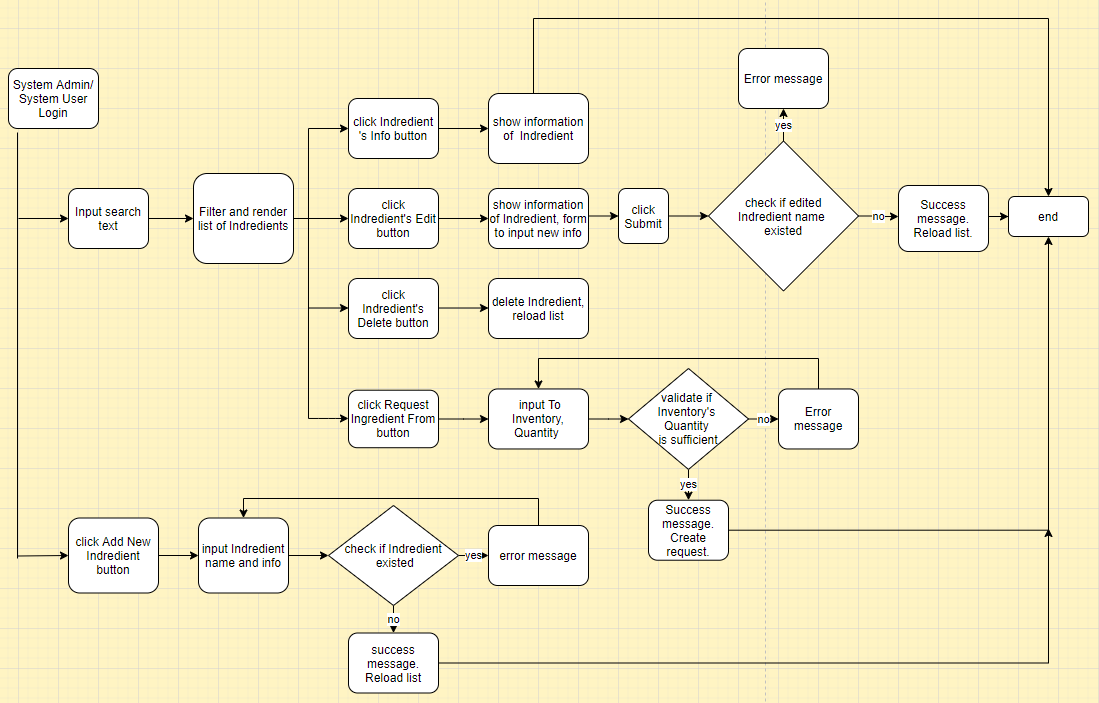 System Admin/
System User
Login
Input search
text
Filter and render
list of Indredients
click Indredient
's Info button
show information
of Indredient
click
Indredient's Edit
button
show information
of Indredient, form
to input new info
click
Submit
check if edited
Indredient name
existed
yes
Error message
no
Success
message.
Reload list.
end
click
Indredient's
Delete button
delete Indredient,
reload list
click Request
Ingredient From
button
input To
Inventory,
Quantity
validate if
Inventory's
Quantity
is sufficient
no
Error
message
yes
Success
message.
Create
request.
click Add New
Indredient
button
input Indredient
name and info
check if Indredient
existed
yes
error message
no
success
message.
Reload list